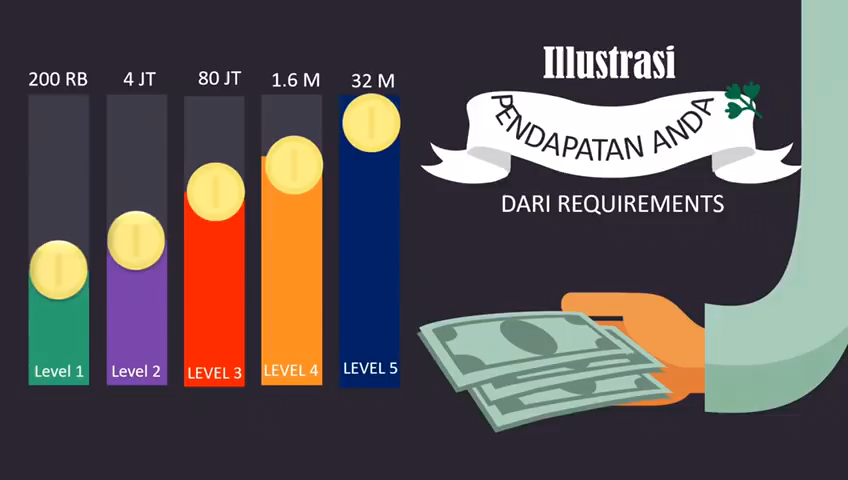 200 RB
4 JT
80 JT
1.6 M
32 M
Level 1
Level 2
LEVEL 3
LEVEL 4
LEVEL 5
Illustrasi
PENDAPATAN ANDA
DARI REQUIREMENTS